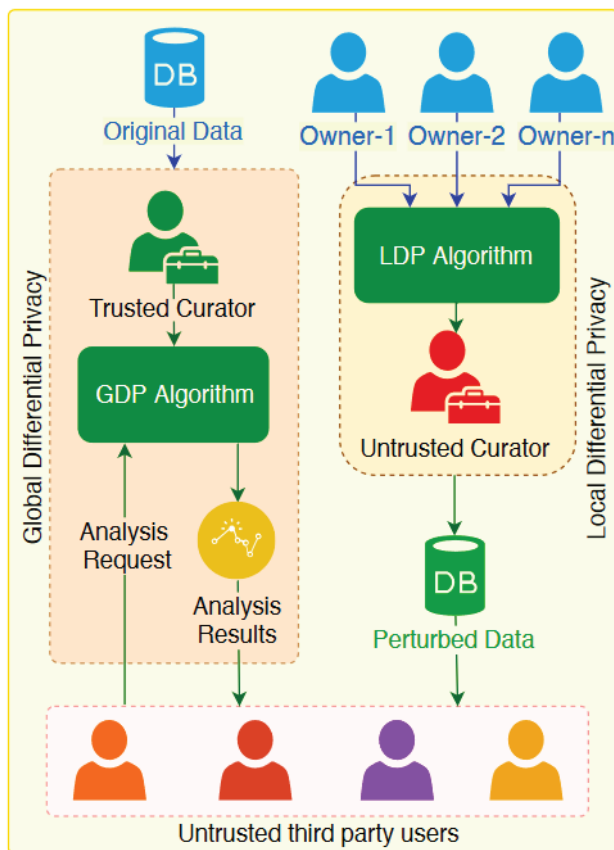 DB
Original Data
Owner-1
Owner-2
Owner-n
Global Differential Privacy
Trusted Curator
GDP Algorithm
Analysis
Request
Analysis
Results
LDP Algorithm
Untrusted Curator
Local Differential Privacy
DB
Perturbed Data
Untrusted third party users